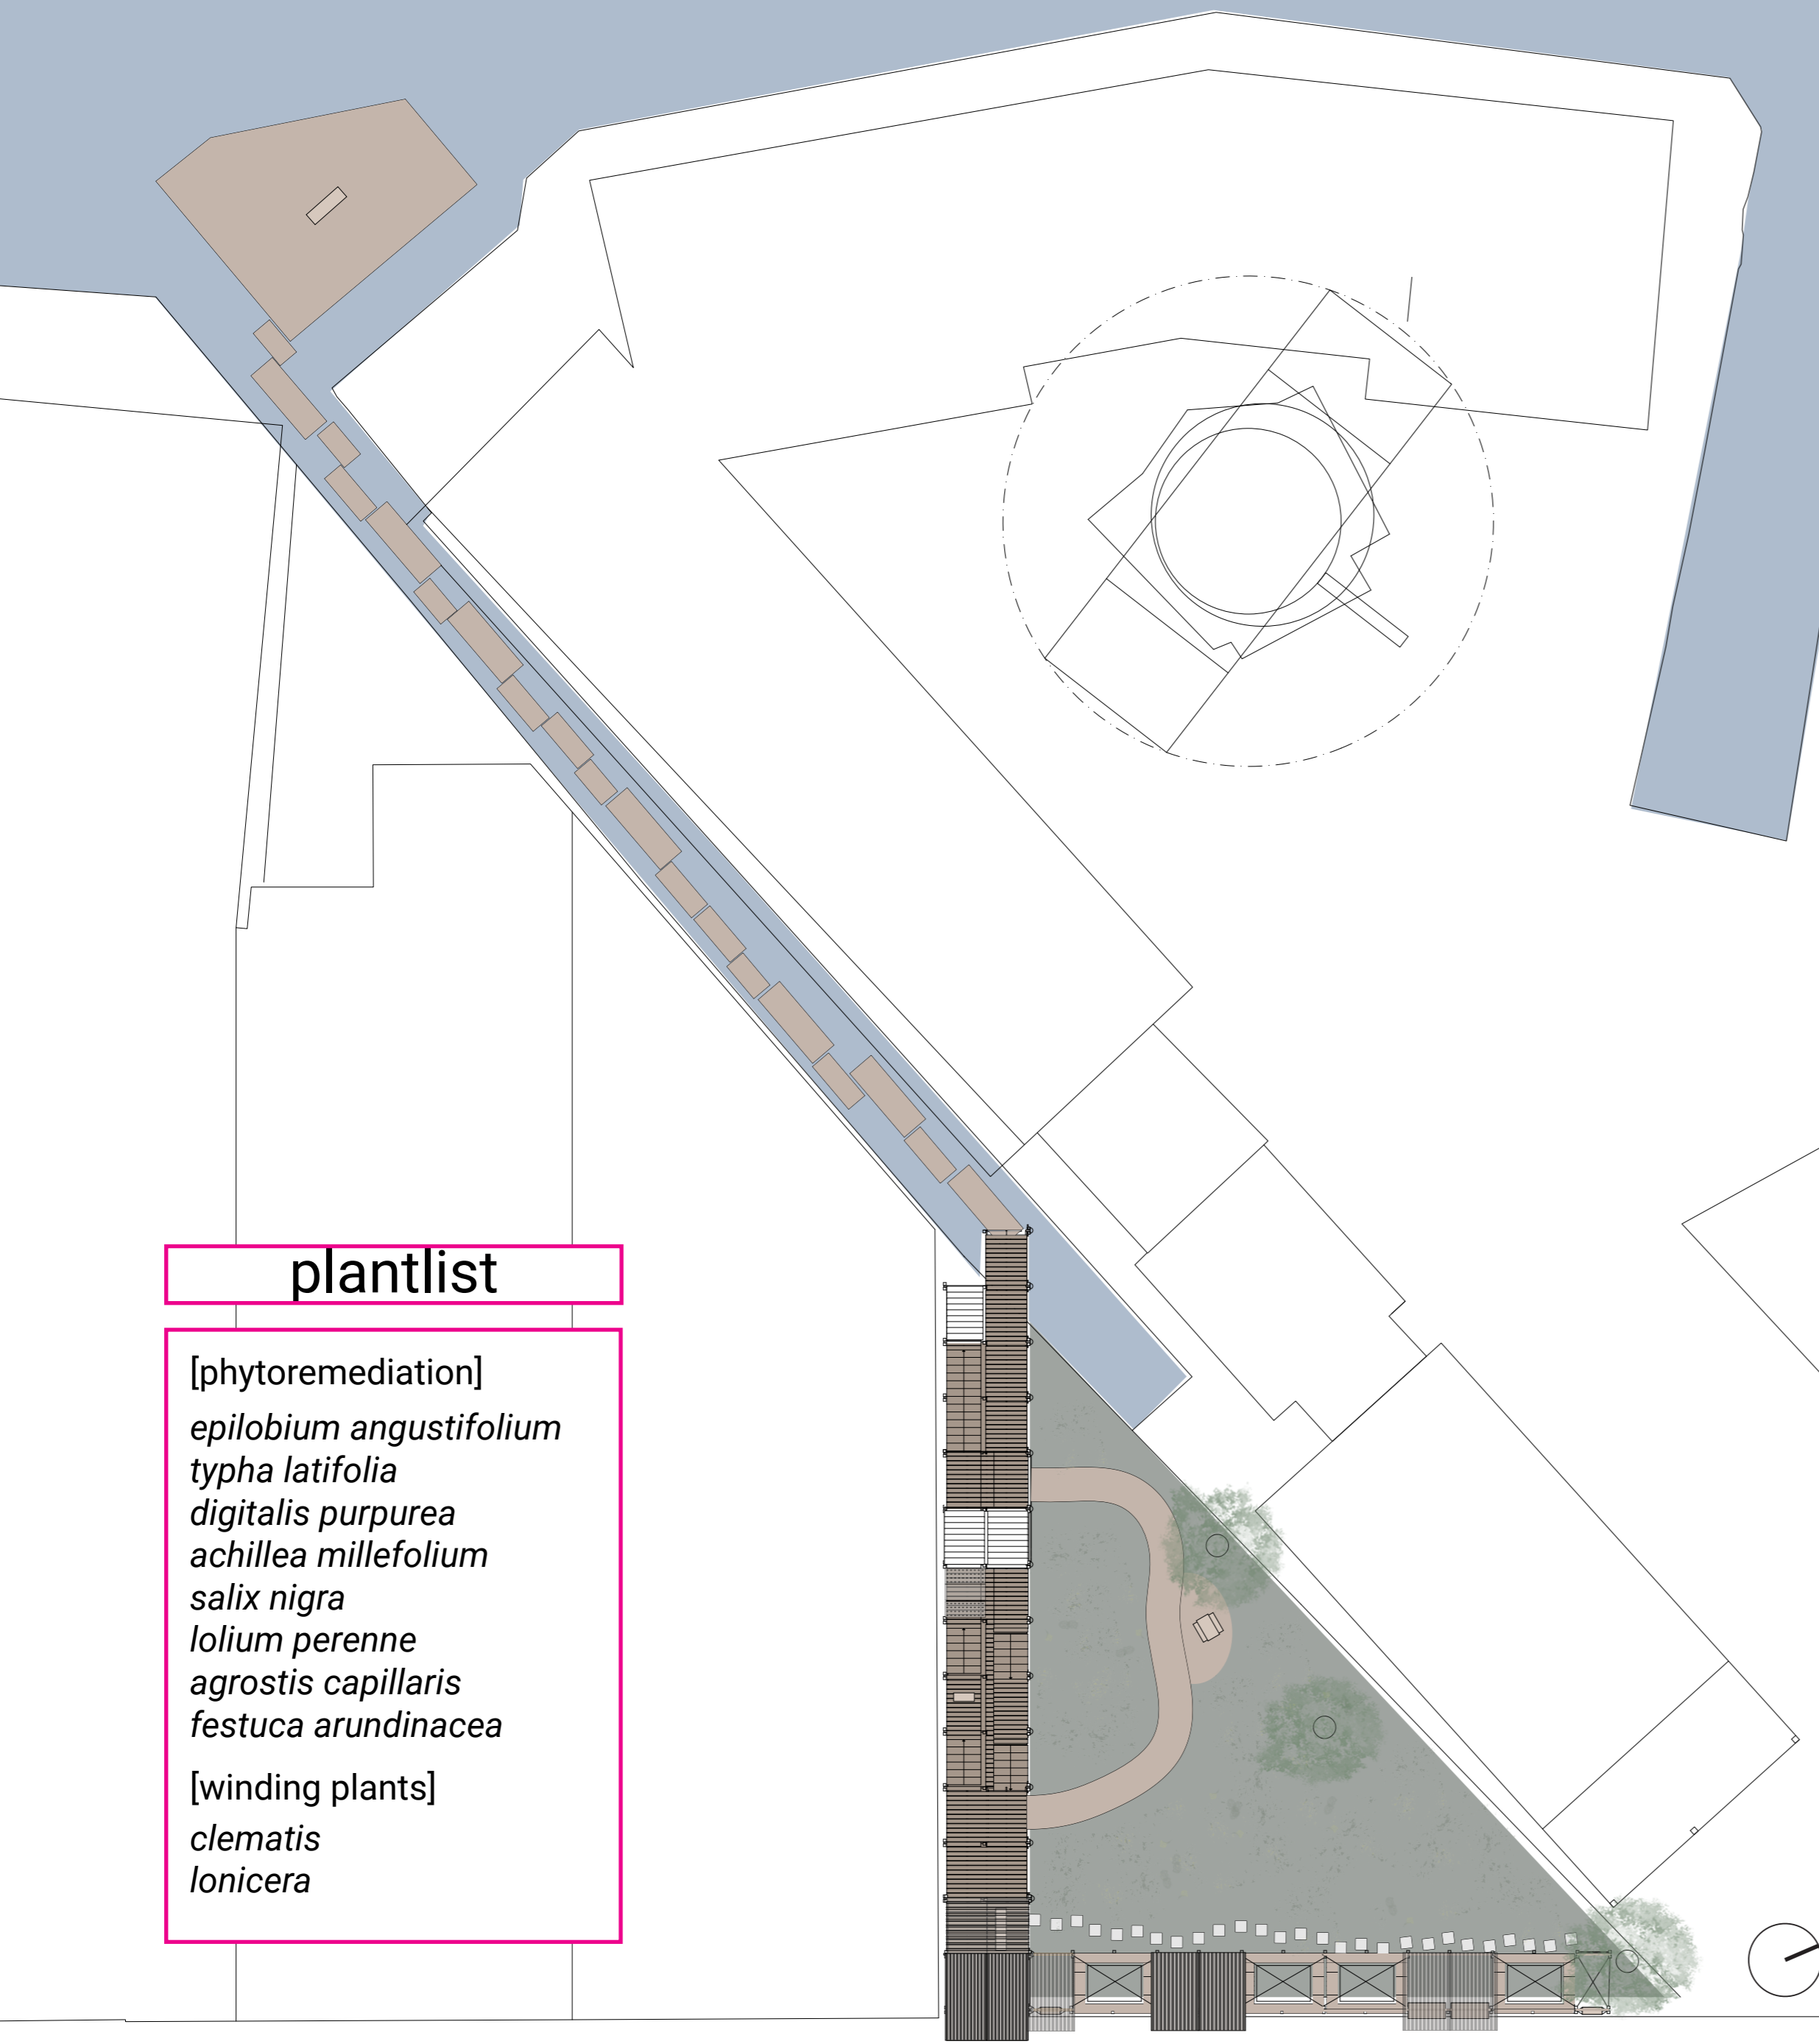 plantlist
[phytoremediation]
epilobium angustifolium
typha latifolia
digitalis purpurea
achillea millefolium
salix nigra
lolium perenne
agrostis capillaris
festuca arundinacea
[winding plants]
clematis
lonicera